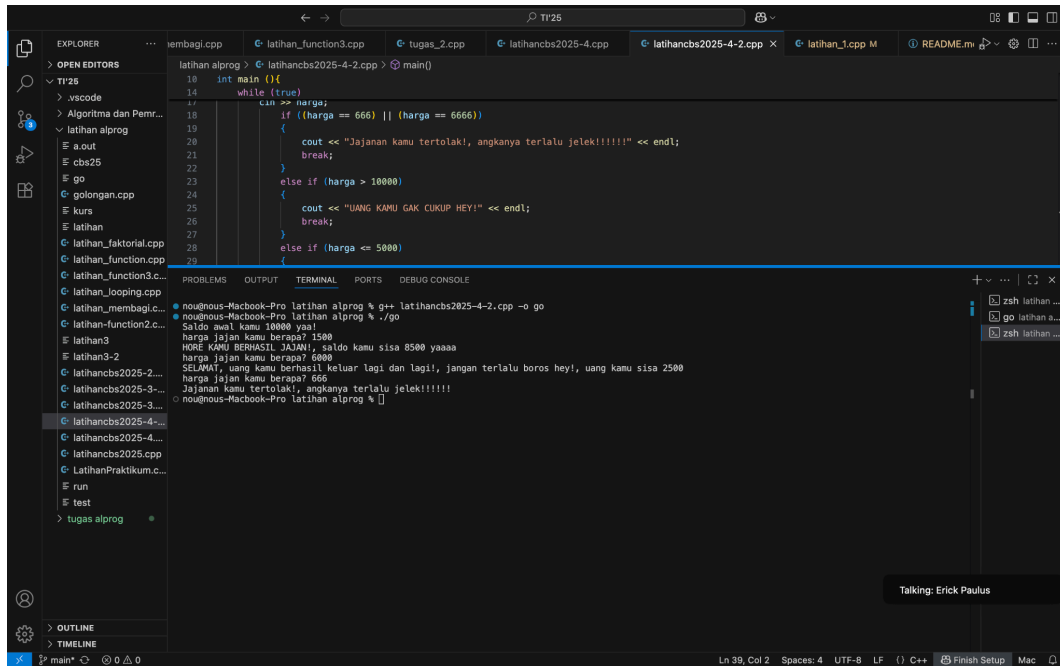 TI'25
EXPLORER
OPEN EDITORS
TI'25
.vscode
Algoritma dan Pemr...
latihan alprog
a.out
cbs25
go
golongan.cpp
kurs
latihan
latihan_faktorial.cpp
latihan_function.cpp
latihan_function3.c...
latihan_looping.cpp
latihan_membagi.c...
latihan-function2.c...
latihan3
latihan3-2
latihancbs2025-2....
latihancbs2025-3-...
latihancbs2025-3....
latihancbs2025-4-...
latihancbs2025-4....
latihancbs2025.cpp
LatihanPraktikum.c...
run
test
tugas alprog
OUTLINE
TIMELINE
embagi.cpp latihan_function3.cpp tugas_2.cpp latihancbs2025-4.cpp latihancbs2025-4-2.cpp latihan_1.cpp M README.m
latihan alprog > latihancbs2025-4-2.cpp > main()
10 int main (){
14 while (true)
17 cin >> harga;
18 if ((harga == 666) || (harga == 6666))
19 {
20 cout << "Jajanan kamu tertolak!, angkanya terlalu jelek!!!!!!" << endl;
21 break;
22 }
23 else if (harga > 10000)
24 {
25 cout << "UANG KAMU GAK CUKUP HEY!" << endl;
26 break;
27 }
28 else if (harga <= 5000)
29 {
PROBLEMS OUTPUT TERMINAL PORTS DEBUG CONSOLE
nou@nous-Macbook-Pro latihan alprog % g++ latihancbs2025-4-2.cpp -o go
nou@nous-Macbook-Pro latihan alprog % ./go
Saldo awal kamu 10000 yaa!
harga jajan kamu berapa? 1500
HORE KAMU BERHASIL JAJAN!, saldo kamu sisa 8500 yaaaa
harga jajan kamu berapa? 6000
SELAMAT, uang kamu berhasil keluar lagi dan lagi!, jangan terlalu boros hey!, uang kamu sisa 2500
harga jajan kamu berapa? 666
Jajanan kamu tertolak!, angkanya terlalu jelek!!!!!!
nou@nous-Macbook-Pro latihan alprog %
zsh latihan ...
go latihan a...
zsh latihan ...
Talking: Erick Paulus
main* 0 0 Ln 39, Col 2 Spaces: 4 UTF-8 LF {} C++ Finish Setup Mac